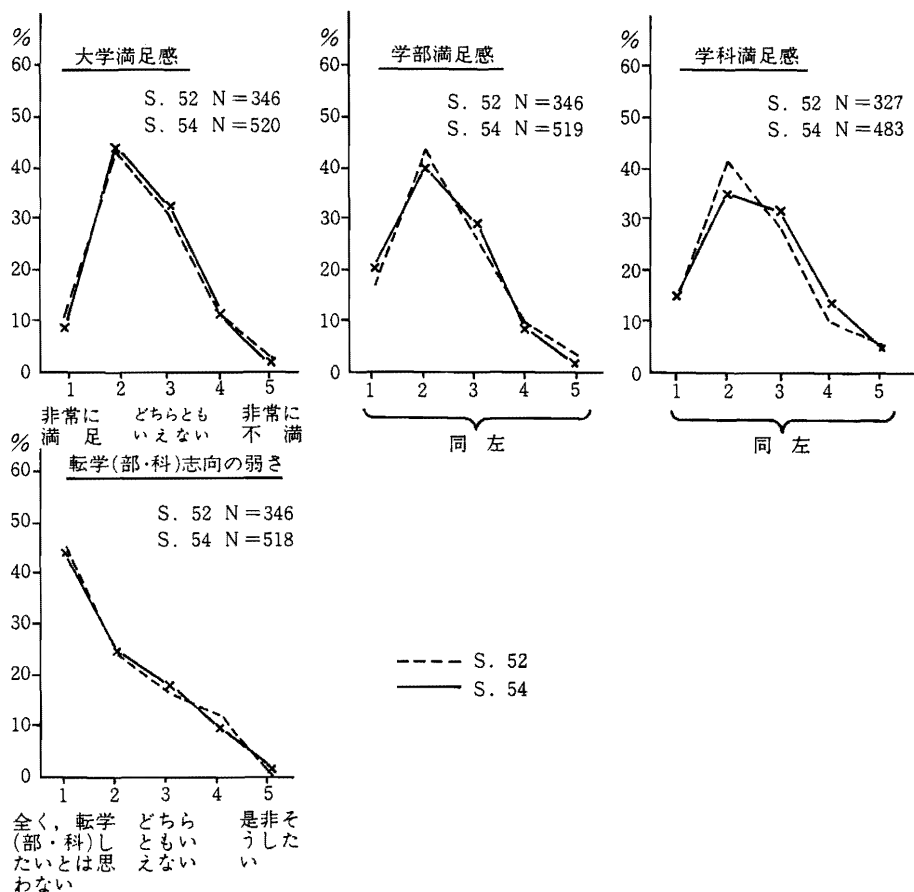 %
大学満足感
60
S. 52 N=346
50
S. 54 N=520
40
30
20
10
0
1 2 3 4 5
非常に満足
どちらともいえない
非常に不満
学部満足感
60
S. 52 N=346
50
S. 54 N=519
40
30
20
10
0
1 2 3 4 5
同左
%
学科満足感
60
S. 52 N=327
50
S. 54 N=483
40
30
20
10
0
1 2 3 4 5
同左
%
転学(部・科)志向の弱さ
60
S. 52 N=346
50
S. 54 N=518
40
30
20
10
0
1 2 3 4 5
全く,転学
(部・科)し
たいとは思
わない
どちら
ともい
えない
是非そ
うした
い
S. 52
S. 54